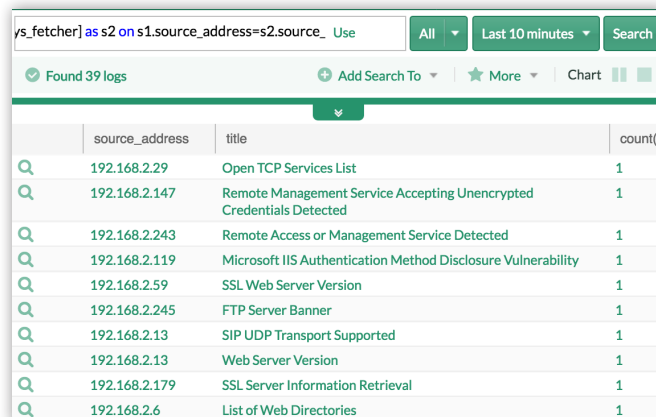 ys_fetcher] as s2 on s1.source_address=s2.source_ Use All Last 10 minutes Search
Found 39 logs Add Search To More Chart
source_address title count(
192.168.2.29 Open TCP Services List 1
192.168.2.147 Remote Management Service Accepting Unencrypted 1
Credentials Detected
192.168.2.243 Remote Access or Management Service Detected 1
192.168.2.119 Microsoft IIS Authentication Method Disclosure Vulnerability 1
192.168.2.59 SSL Web Server Version 1
192.168.2.245 FTP Server Banner 1
192.168.2.13 SIP UDP Transport Supported 1
192.168.2.13 Web Server Version 1
192.168.2.179 SSL Server Information Retrieval 1
192.168.2.6 List of Web Directories 1